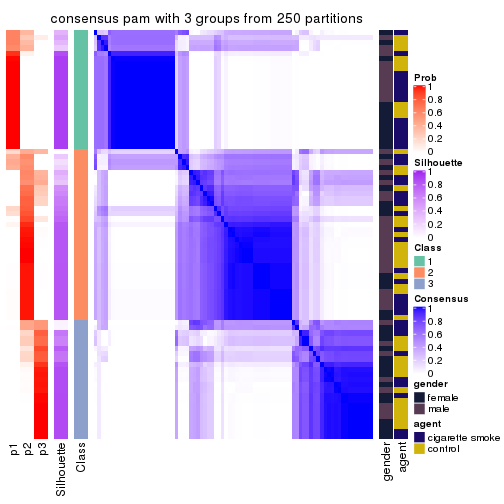 consensus pam with 3 groups from 250 partitions
Prob
1
0.8
0.6
0.4
0.2
0
Silhouette
1
0.8
0.6
0.4
0.2
0
Class
1
2
3
Consensus
1
0.8
0.6
0.4
0.2
0
gender
female
male
agent
cigarette smoke
control
p1
p2
p3
Silhouette
Class
gender
agent